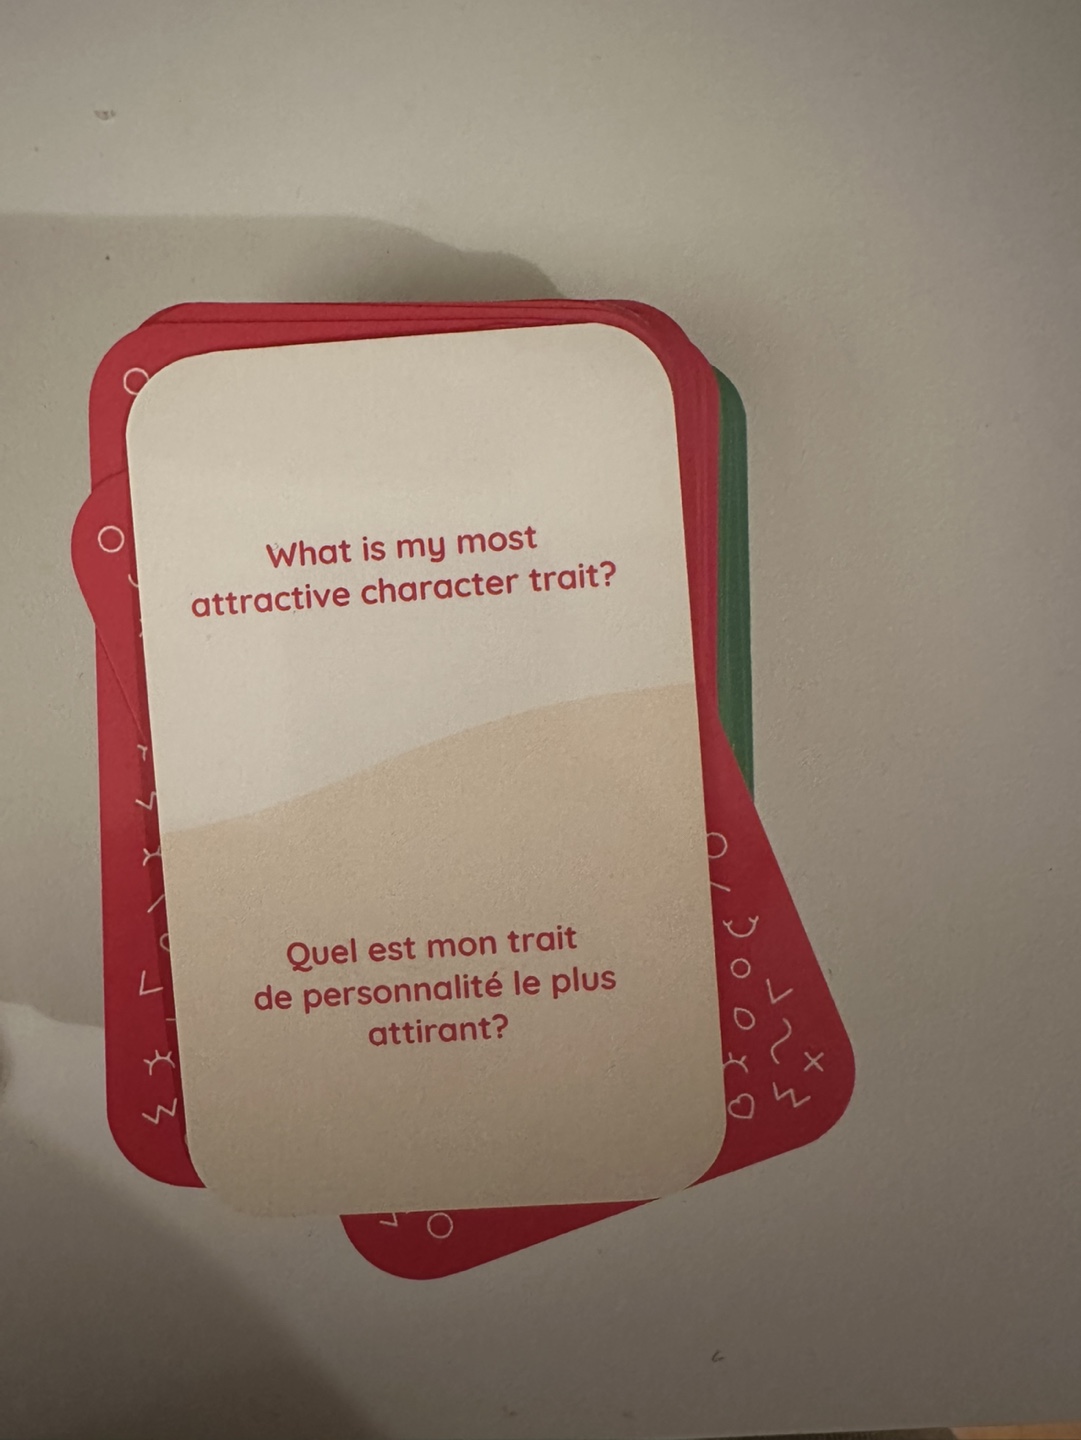 What is my most
attractive character trait?
Quel est mon trait
de personnalité le plus
attirant?